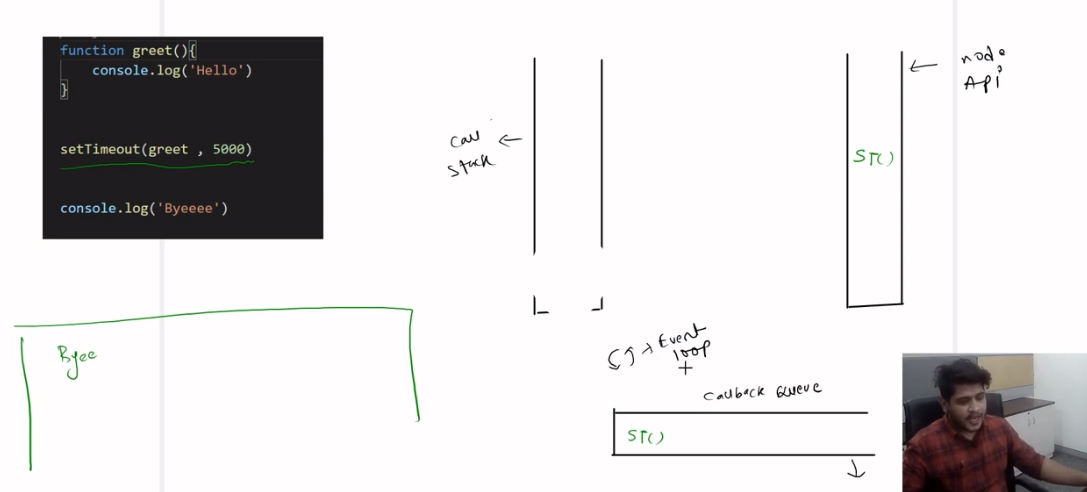 function greet(){
console.log('Hello')
}
setTimeout(greet , 5000)
console.log('Byeeee')
Call
stack
node
Api
ST()
Byee
Event
loop
+
Callback Queue
ST()